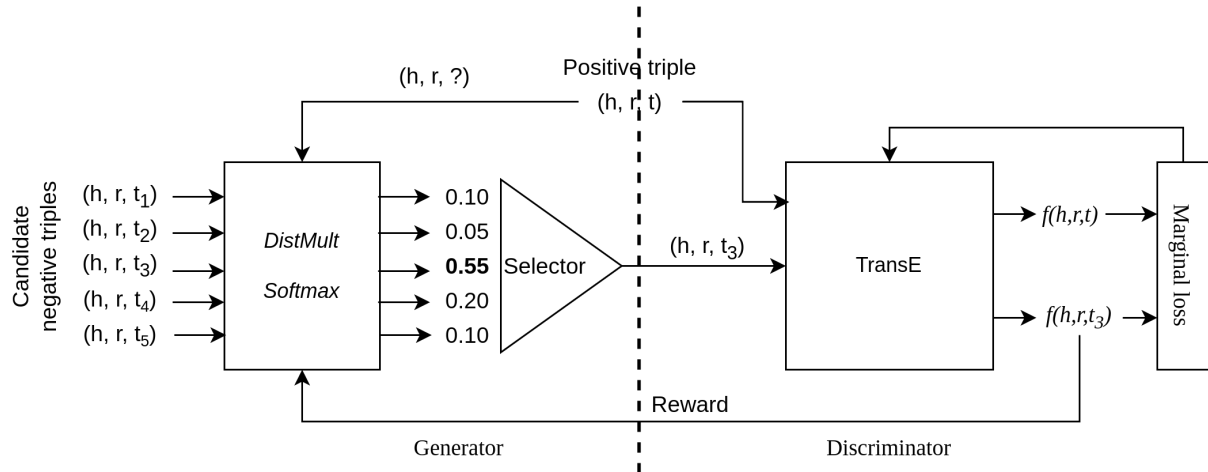 Positive triple
(h, r, ?)
(h, r, t)
Candidate
negative triples
(h, r, t1)
(h, r, t2)
(h, r, t3)
(h, r, t4)
(h, r, t5)
DistMult
Softmax
0.10
0.05
0.55
0.20
0.10
Selector
(h, r, t3)
TransE
f(h,r,t)
f(h,r,t3)
Marginal loss
Reward
Generator
Discriminator